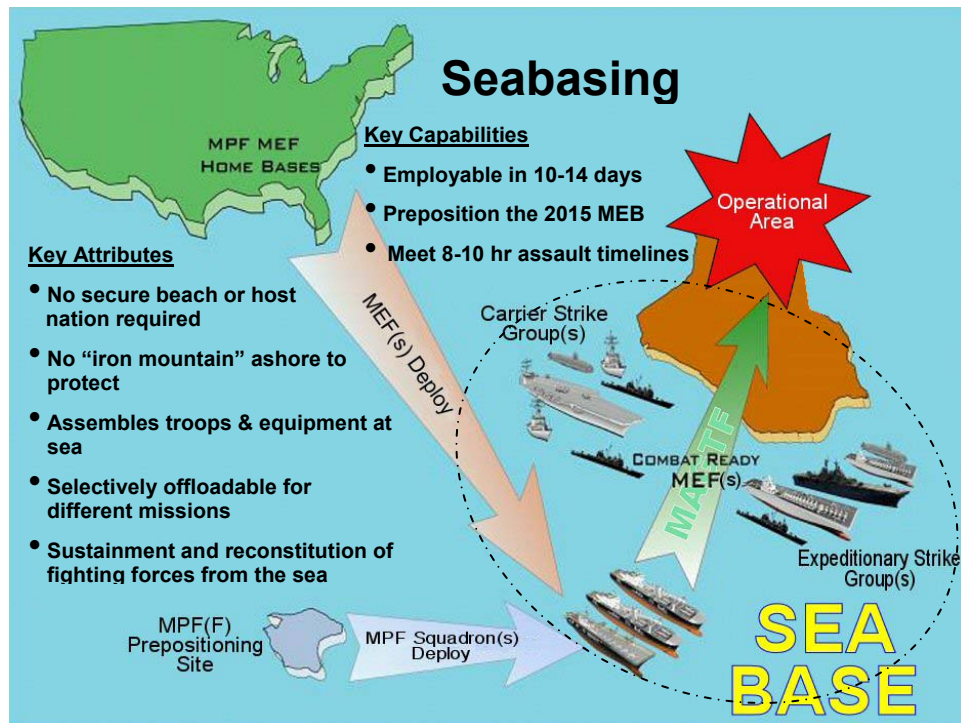 Seabasing
MPF MEF
HOME BASES
Key Capabilities
• Employable in 10-14 days
• Preposition the 2015 MEB
• Meet 8-10 hr assault timelines
Operational
Area
Key Attributes
• No secure beach or host
nation required
• No “iron mountain” ashore to
protect
• Assembles troops & equipment at
sea
• Selectively offloadable for
different missions
• Sustainment and reconstitution of
fighting forces from the sea
MEF(s) Deploy
Carrier Strike
Group(s)
COMBAT READY
MEF(s)
Expeditionary Strike
Group(s)
MPF(F)
Prepositioning
Site
MPF Squadron(s)
Deploy
SEA
BASE